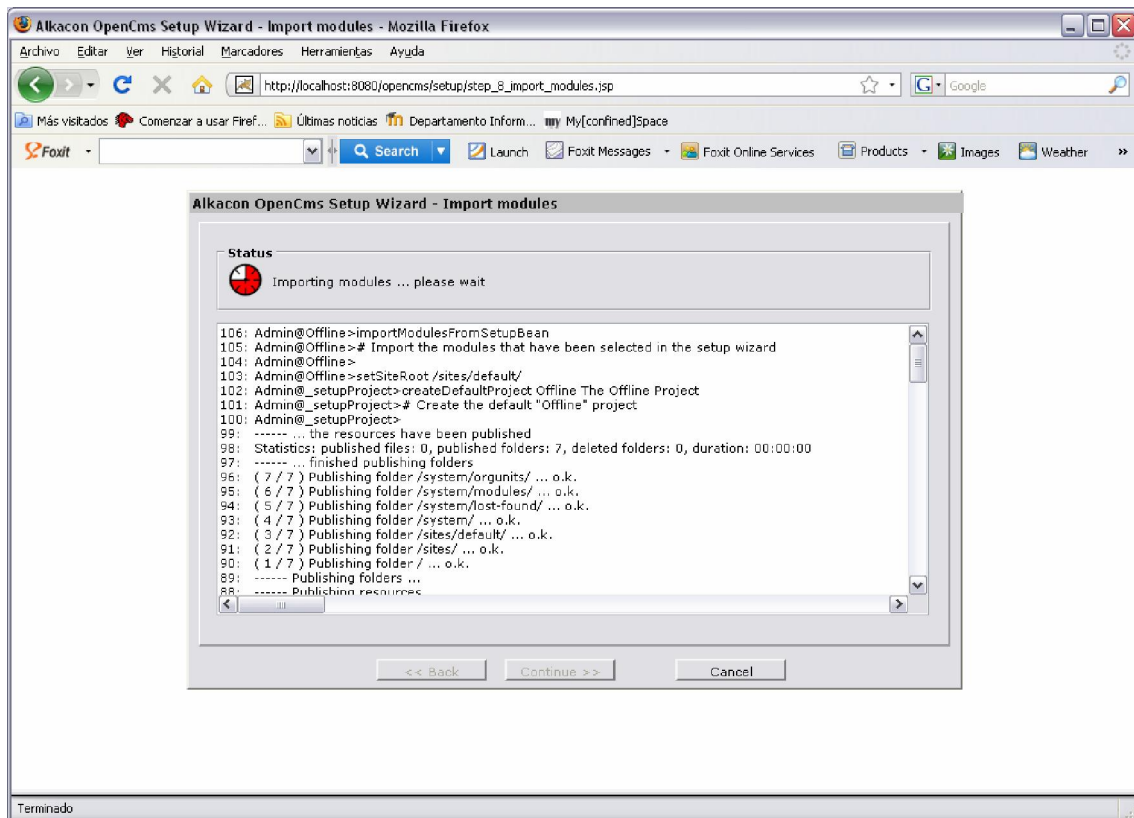 Alkacon OpenCms Setup Wizard - Import modules - Mozilla Firefox
Archivo Editar Ver Historial Marcadores Herramientas Ayuda
http://localhost:8080/opencms/setup/step_8_import_modules.jsp G Google
Más visitados Comenzar a usar Firef... Últimas noticias Departamento Inform... my My[confined]Space
Foxit Search Launch Foxit Messages Foxit Online Services Products Images Weather »
Alkacon OpenCms Setup Wizard - Import modules
Status
Importing modules ... please wait
106: Admin@Offline>importModulesFromSetupBean
105: Admin@Offline># Import the modules that have been selected in the setup wizard
104: Admin@Offline>
103: Admin@Offline>setSiteRoot /sites/default/
102: Admin@_setupProject>createDefaultProject Offline The Offline Project
101: Admin@_setupProject># Create the default "Offline" project
100: Admin@_setupProject>
99: ------ ... the resources have been published
98: Statistics: published files: 0, published folders: 7, deleted folders: 0, duration: 00:00:00
97: ------ ... finished publishing folders
96: ( 7 / 7 ) Publishing folder /system/orgunits/ ... o.k.
95: ( 6 / 7 ) Publishing folder /system/modules/ ... o.k.
94: ( 5 / 7 ) Publishing folder /system/lost-found/ ... o.k.
93: ( 4 / 7 ) Publishing folder /system/ ... o.k.
92: ( 3 / 7 ) Publishing folder /sites/default/ ... o.k.
91: ( 2 / 7 ) Publishing folder /sites/ ... o.k.
90: ( 1 / 7 ) Publishing folder / ... o.k.
89: ------ Publishing folders ...
88: ------ Publishing resources
<< Back Continue >> Cancel
Terminado